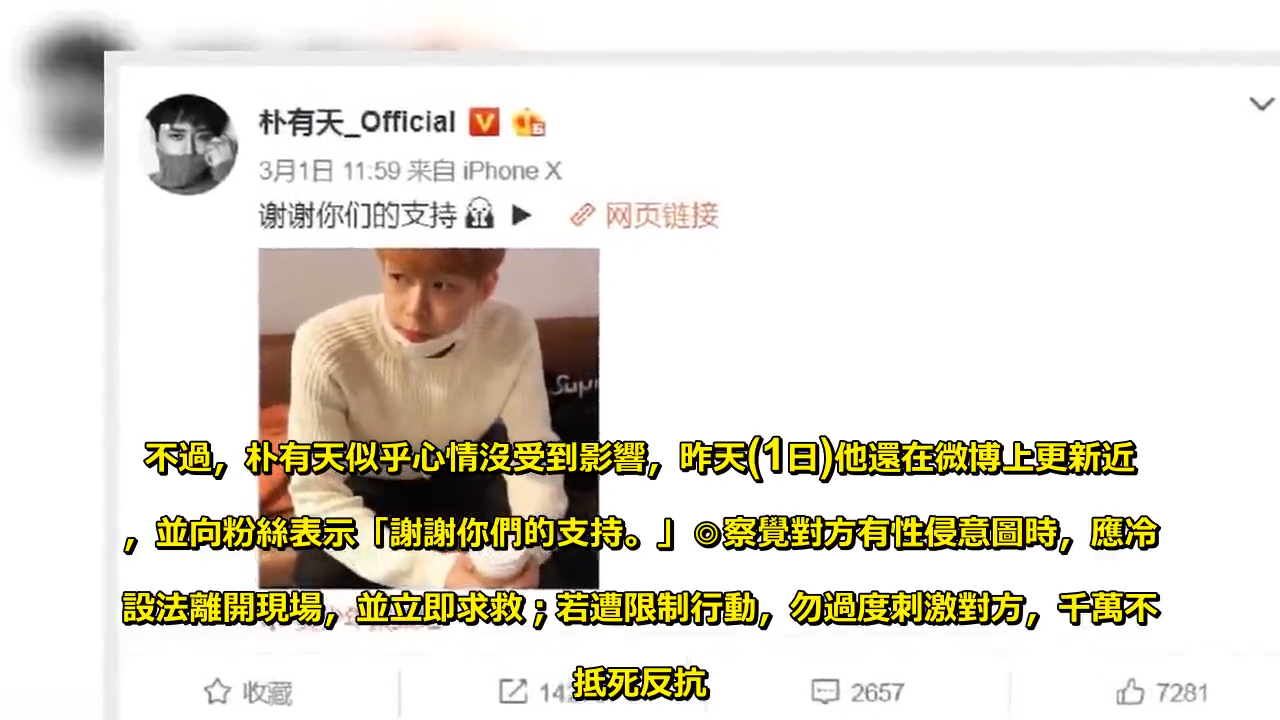 朴有天_Official
3月1日 11:59 来自 iPhone X
谢谢你们的支持 网页链接
Supr
不過，朴有天似乎心情沒受到影響，昨天(1日)他還在微博上更新近
，並向粉絲表示「謝謝你們的支持。」◎察覺對方有性侵意圖時，應冷
設法離開現場，並立即求救；若遭限制行動，勿過度刺激對方，千萬不
抵死反抗
收藏
14
2657
7281